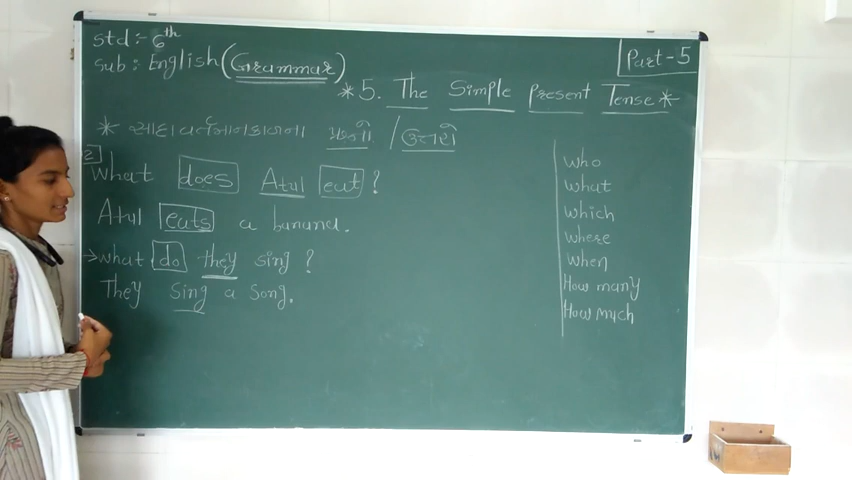 std:- 6th
Sub: English (Grammar)
Part-5
* 5. The Simple Present Tense *
* સાદા વર્તમાનકાળના પ્રશ્નો / ઉત્તરો
2
What does Atul eat ?
Atul eats a banana.
→ what do they sing ?
They sing a song.
who
what
which
where
when
How many
How much